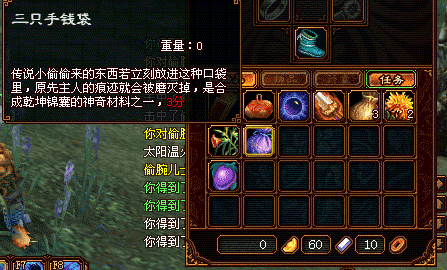 三只手钱袋
重量：0
传说小偷偷来的东西若立刻放进这种口袋
里，原先主人的痕迹就会被磨灭掉，是合
成乾坤锦囊的神奇材料之一，3分
任务
3
2
你对偷
太阳温
偷腕儿
你得到
你得到
你得到
你得到
0
60
10
F7
F8